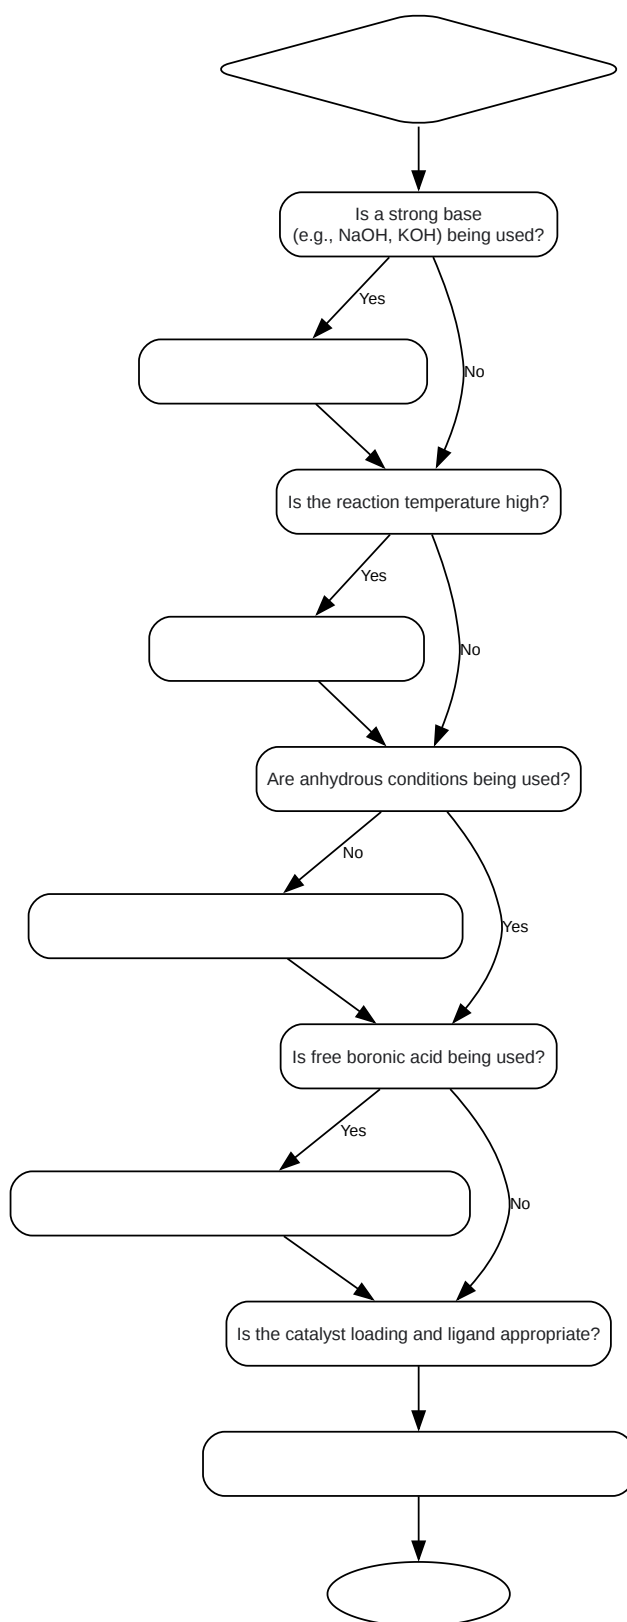 Is a strong base
(e.g., NaOH, KOH) being used?
Yes
No
Is the reaction temperature high?
Yes
No
Are anhydrous conditions being used?
No
Yes
Is free boronic acid being used?
Yes
No
Is the catalyst loading and ligand appropriate?